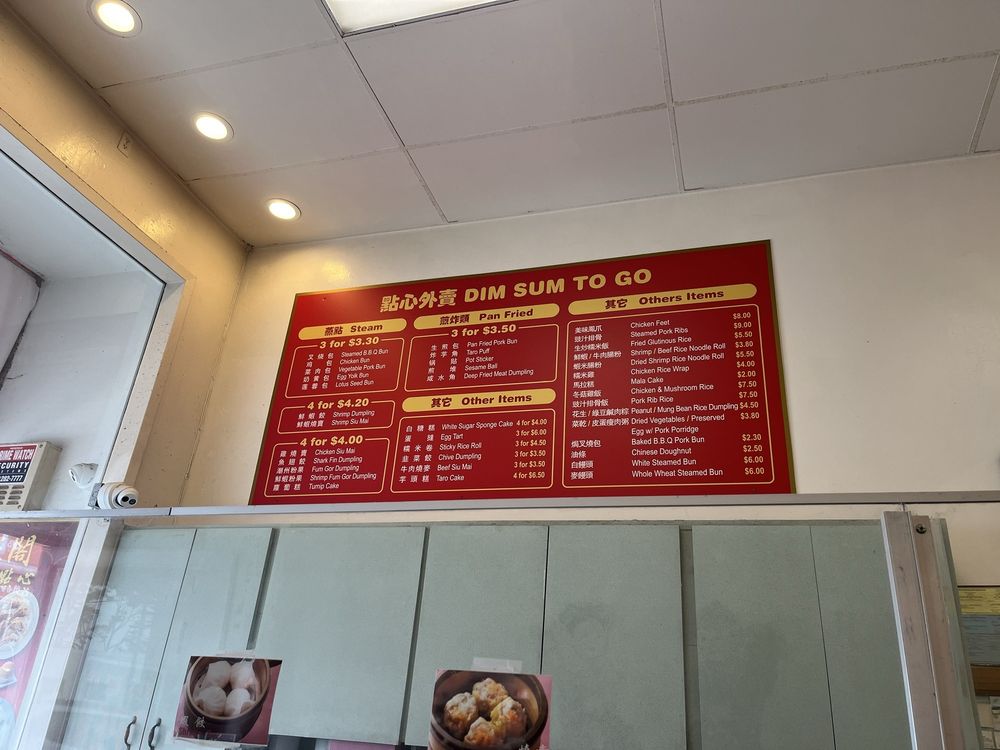 點心外賣 DIM SUM TO GO
蒸點 Steam
3 for $3.30
叉燒包 Steamed B.B.Q Bun
雞肉包 Chicken Bun
菜肉包 Vegetable Pork Bun
奶黃包 Egg Yolk Bun
蓮蓉包 Lotus Seed Bun
4 for $4.20
鮮蝦餃 Shrimp Dumpling
鮮蝦燒賣 Shrimp Siu Mai
4 for $4.00
雞燒賣 Chicken Siu Mai
魚翅餃 Shark Fin Dumpling
潮州粉果 Fum Gor Dumpling
鮮蝦粉果 Shrimp Fum Gor Dumpling
蘿蔔糕 Turnip Cake
煎炸類 Pan Fried
3 for $3.50
生煎包 Pan Fried Pork Bun
炸芋角 Taro Puff
锅貼 Pot Sticker
煎堆 Sesame Ball
咸水角 Deep Fried Meat Dumpling
其它 Other Items
白糖糕 White Sugar Sponge Cake 4 for $4.00
蛋撻 Egg Tart 3 for $6.00
糯米卷 Sticky Rice Roll 3 for $4.50
韭菜餃 Chive Dumpling 3 for $3.50
牛肉燒麥 Beef Siu Mai 3 for $3.50
芋頭糕 Taro Cake 4 for $6.50
其它 Others Items
美味鳳爪 Chicken Feet $8.00
豉汁排骨 Steamed Pork Ribs $9.00
生炒糯米飯 Fried Glutinous Rice $5.50
鮮蝦/牛肉腸粉 Shrimp / Beef Rice Noodle Roll $3.80
蝦米腸粉 Dried Shrimp Rice Noodle Roll $5.50
糯米雞 Chicken Rice Wrap $4.00
馬拉糕 Mala Cake $2.00
冬菇雞飯 Chicken & Mushroom Rice $7.50
豉汁排骨飯 Pork Rib Rice $7.50
花生/綠豆鹹肉粽 Peanut / Mung Bean Rice Dumpling $4.50
菜乾/皮蛋瘦肉粥 Dried Vegetables / Preserved $3.80
Egg w/ Pork Porridge
焗叉燒包 Baked B.B.Q Pork Bun $2.30
油條 Chinese Doughnut $2.50
白饅頭 White Steamed Bun $6.00
麥饅頭 Whole Wheat Steamed Bun $6.00
閣
點心